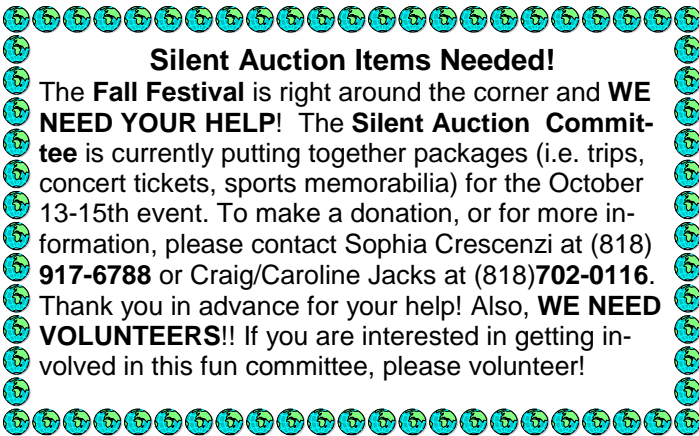 Silent Auction Items Needed!
The Fall Festival is right around the corner and WE
NEED YOUR HELP!  The Silent Auction  Commit-
tee is currently putting together packages (i.e. trips,
concert tickets, sports memorabilia) for the October
13-15th event. To make a donation, or for more in-
formation, please contact Sophia Crescenzi at (818)
917-6788 or Craig/Caroline Jacks at (818)702-0116.
Thank you in advance for your help! Also, WE NEED
VOLUNTEERS!! If you are interested in getting in-
volved in this fun committee, please volunteer!